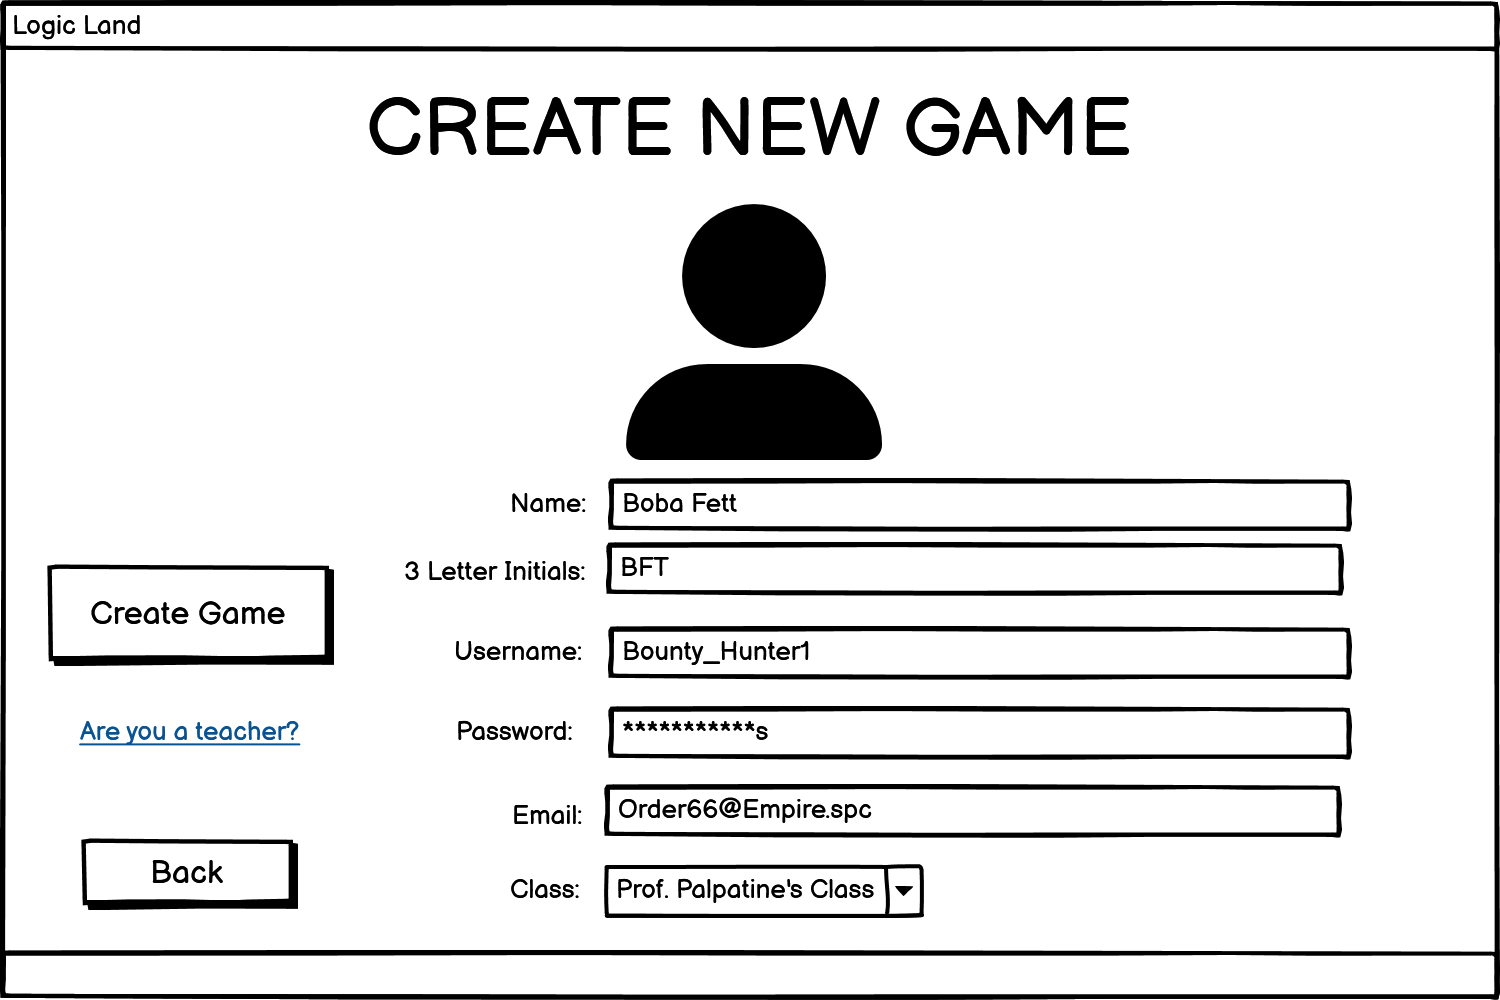 Logic Land
CREATE NEW GAME
Name: Boba Fett
3 Letter Initials: BFT
Create Game
Username: Bounty_Hunter1
Are you a teacher?
Password: ***********s
Email: Order66@Empire.spc
Back
Class: Prof. Palpatine's Class